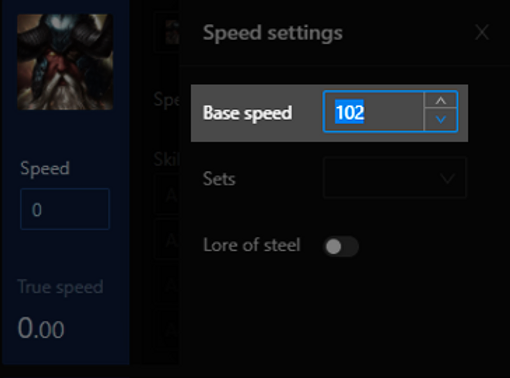 Speed settings
Base speed 102
Speed
0
Sets
Lore of steel
True speed
0.00